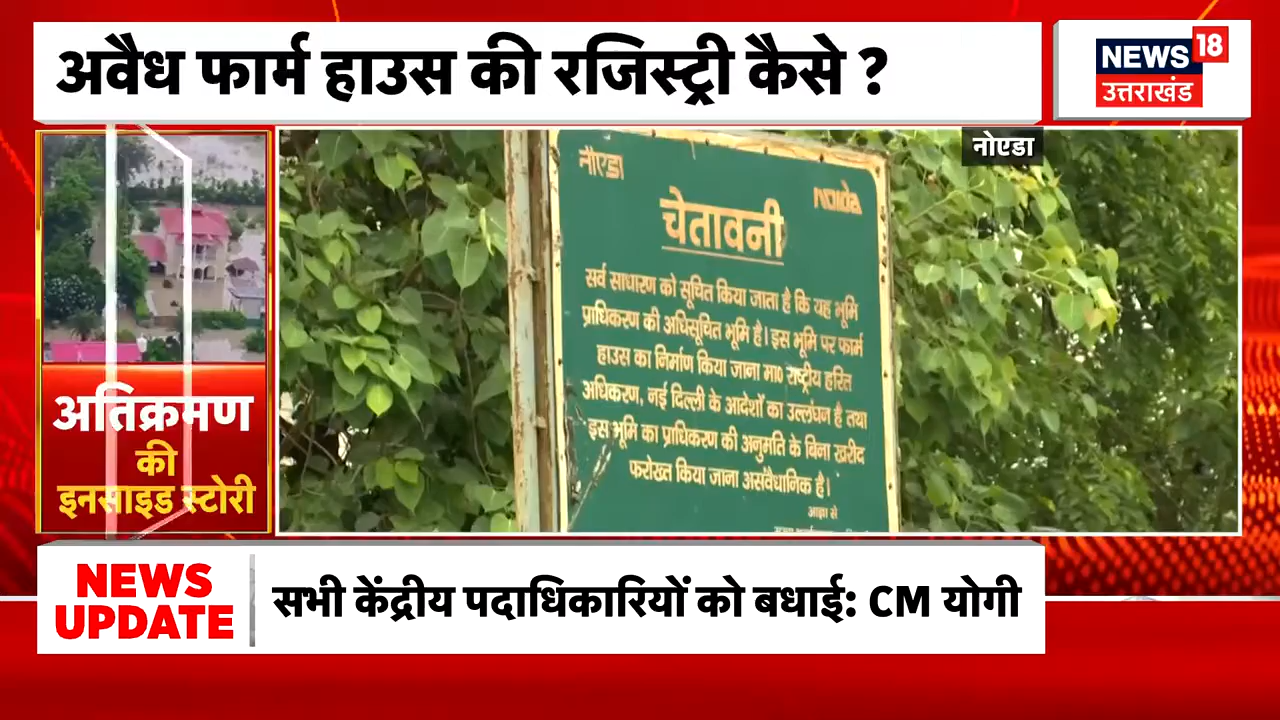 अवैध फार्म हाउस की रजिस्ट्री कैसे ?
NEWS 18
उत्तराखंड
नोएडा
नौएडा
NOIDA
चेतावनी
सर्व साधारण को सूचित किया जाता है कि यह भूमि
प्राधिकरण की अधिसूचित भूमि है। इस भूमि पर फार्म
हाउस का निर्माण किया जाना मा0 राष्ट्रीय हरित
अधिकरण, नई दिल्ली के आदेशों का उल्लंघन है तथा
इस भूमि का प्राधिकरण की अनुमति के बिना खरीद
फरोख्त किया जाना असंवैधानिक है।
आज्ञा से
अतिक्रमण
की
इनसाइड स्टोरी
NEWS
UPDATE
सभी केंद्रीय पदाधिकारियों को बधाई: CM योगी